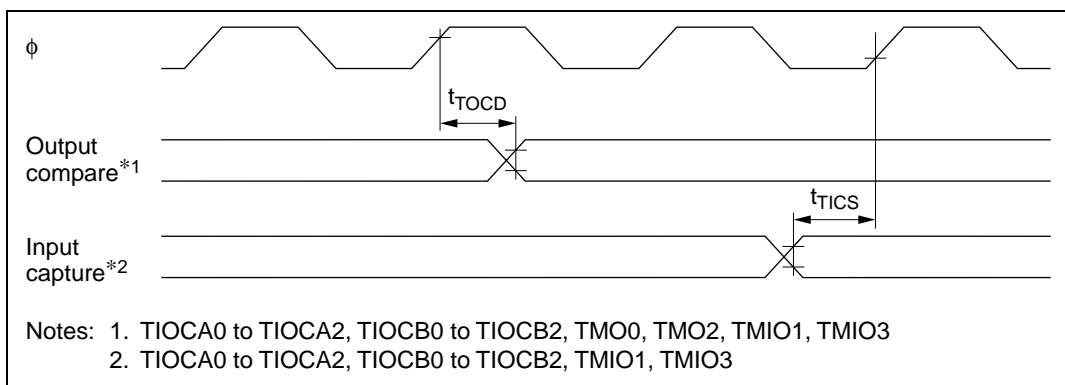 ϕ
tTOCD
Output
compare*1
tTICS
Input
capture*2
Notes: 1. TIOCA0 to TIOCA2, TIOCB0 to TIOCB2, TMO0, TMO2, TMIO1, TMIO3
2. TIOCA0 to TIOCA2, TIOCB0 to TIOCB2, TMIO1, TMIO3